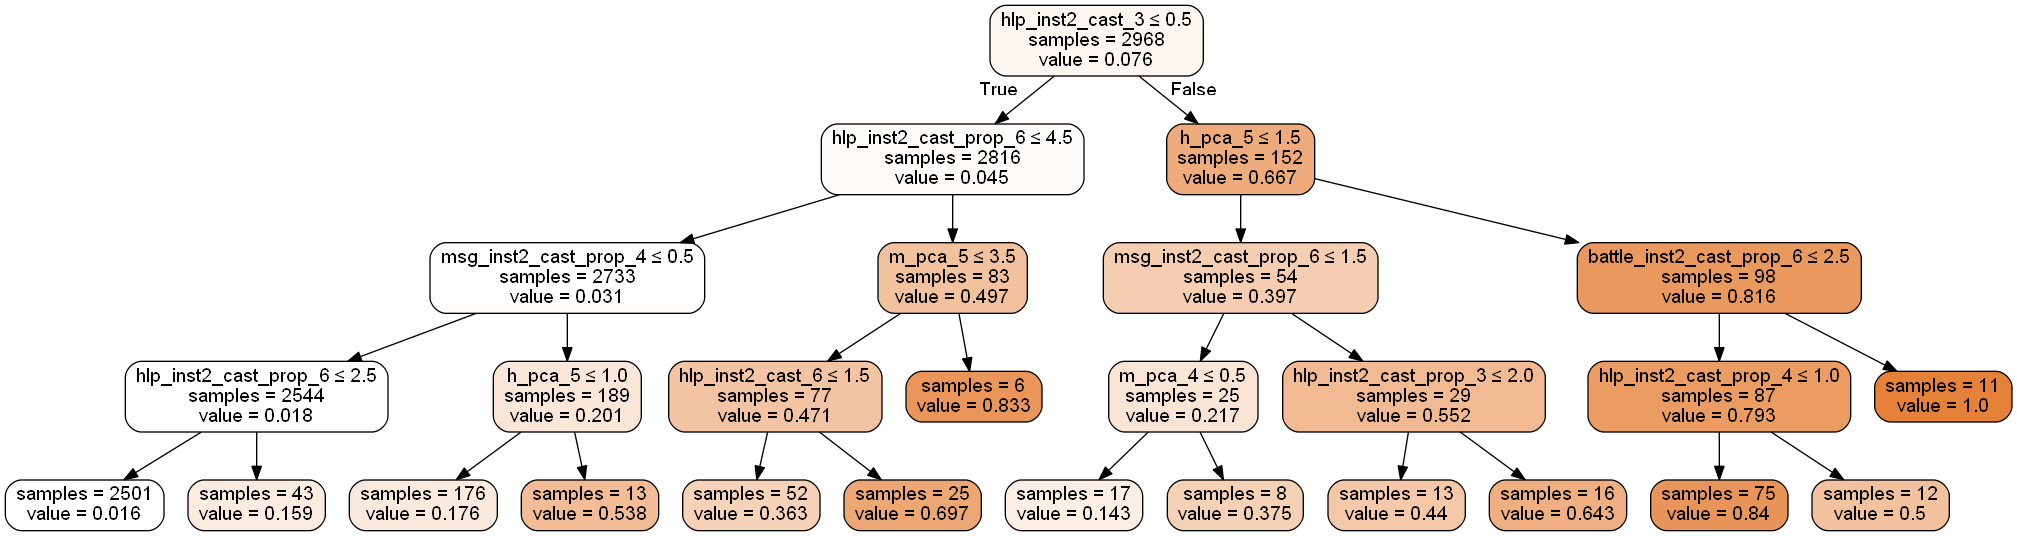 hlp_inst2_cast_3 ≤ 0.5
samples = 2968
value = 0.076
True
False
hlp_inst2_cast_prop_6 ≤ 4.5
samples = 2816
value = 0.045
h_pca_5 ≤ 1.5
samples = 152
value = 0.667
msg_inst2_cast_prop_4 ≤ 0.5
samples = 2733
value = 0.031
m_pca_5 ≤ 3.5
samples = 83
value = 0.497
msg_inst2_cast_prop_6 ≤ 1.5
samples = 54
value = 0.397
battle_inst2_cast_prop_6 ≤ 2.5
samples = 98
value = 0.816
hlp_inst2_cast_prop_6 ≤ 2.5
samples = 2544
value = 0.018
h_pca_5 ≤ 1.0
samples = 189
value = 0.201
hlp_inst2_cast_6 ≤ 1.5
samples = 77
value = 0.471
samples = 6
value = 0.833
m_pca_4 ≤ 0.5
samples = 25
value = 0.217
hlp_inst2_cast_prop_3 ≤ 2.0
samples = 29
value = 0.552
hlp_inst2_cast_prop_4 ≤ 1.0
samples = 87
value = 0.793
samples = 11
value = 1.0
samples = 2501
value = 0.016
samples = 43
value = 0.159
samples = 176
value = 0.176
samples = 13
value = 0.538
samples = 52
value = 0.363
samples = 25
value = 0.697
samples = 17
value = 0.143
samples = 8
value = 0.375
samples = 13
value = 0.44
samples = 16
value = 0.643
samples = 75
value = 0.84
samples = 12
value = 0.5